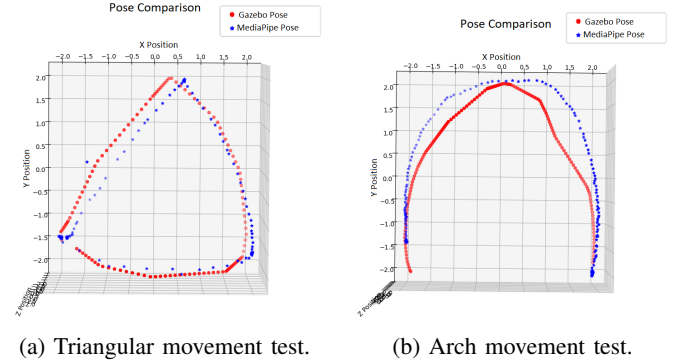 Pose Comparison
Gazebo Pose
MediaPipe Pose
X Position
−2.0 −1.5 −1.0 −0.5 0.0 0.5 1.0 1.5 2.0
2.0
1.5
1.0
0.5
0.0
−0.5
−1.0
−1.5
−2.0
Y Position
Z Position
(a) Triangular movement test.
Pose Comparison
Gazebo Pose
MediaPipe Pose
X Position
−2.0 −1.5 −1.0 −0.5 0.0 0.5 1.0 1.5 2.0
2.0
1.5
1.0
0.5
0.0
−0.5
−1.0
−1.5
−2.0
Y Position
Z Position
(b) Arch movement test.